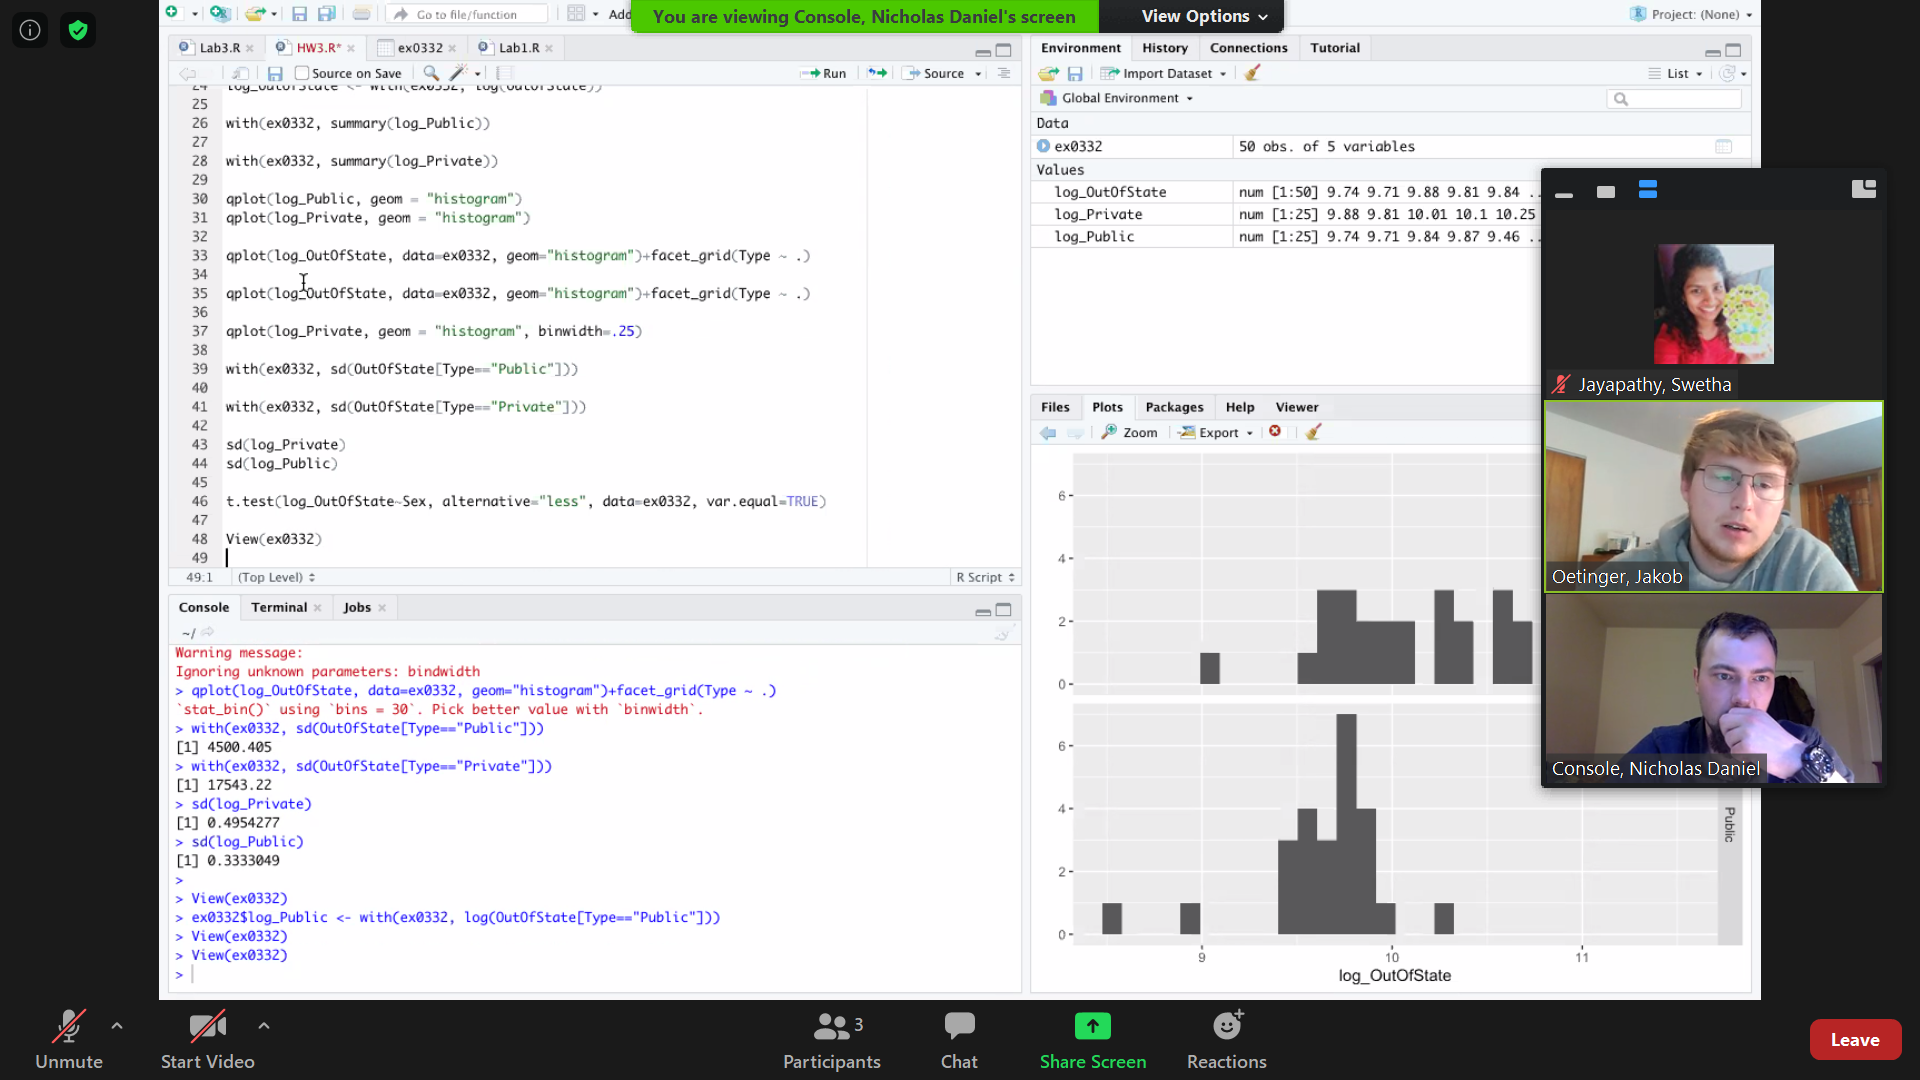 You are viewing Console, Nicholas Daniel's screen
View Options
Go to file/function
Add
Project: (None)
Lab3.R
HW3.R*
ex0332
Lab1.R
Source on Save
Run
Source
24 log_OutOfState <- with(ex0332, log(OutOfState))
25
26 with(ex0332, summary(log_Public))
27
28 with(ex0332, summary(log_Private))
29
30 qplot(log_Public, geom = "histogram")
31 qplot(log_Private, geom = "histogram")
32
33 qplot(log_OutOfState, data=ex0332, geom="histogram")+facet_grid(Type ~ .)
34
35 qplot(log_OutOfState, data=ex0332, geom="histogram")+facet_grid(Type ~ .)
36
37 qplot(log_Private, geom = "histogram", binwidth=.25)
38
39 with(ex0332, sd(OutOfState[Type=="Public"]))
40
41 with(ex0332, sd(OutOfState[Type=="Private"]))
42
43 sd(log_Private)
44 sd(log_Public)
45
46 t.test(log_OutOfState~Sex, alternative="less", data=ex0332, var.equal=TRUE)
47
48 View(ex0332)
49
49:1 (Top Level) R Script
Console Terminal Jobs
~/
Warning message:
Ignoring unknown parameters: bindwidth
> qplot(log_OutOfState, data=ex0332, geom="histogram")+facet_grid(Type ~ .)
`stat_bin()` using `bins = 30`. Pick better value with `binwidth`.
> with(ex0332, sd(OutOfState[Type=="Public"]))
[1] 4500.405
> with(ex0332, sd(OutOfState[Type=="Private"]))
[1] 17543.22
> sd(log_Private)
[1] 0.4954277
> sd(log_Public)
[1] 0.3333049
>
> View(ex0332)
> ex0332$log_Public <- with(ex0332, log(OutOfState[Type=="Public"]))
> View(ex0332)
> View(ex0332)
>
Environment History Connections Tutorial
Import Dataset
List
Global Environment
Data
ex0332 50 obs. of 5 variables
Values
log_OutOfState num [1:50] 9.74 9.71 9.88 9.81 9.84 ..
log_Private num [1:25] 9.88 9.81 10.01 10.1 10.25
log_Public num [1:25] 9.74 9.71 9.84 9.87 9.46 ..
Files Plots Packages Help Viewer
Zoom Export
6
4
2
0
6
4
2
0
9 10 11
log_OutOfState
Public
Jayapathy, Swetha
Oetinger, Jakob
Console, Nicholas Daniel
Unmute
Start Video
3
Participants
Chat
Share Screen
Reactions
Leave